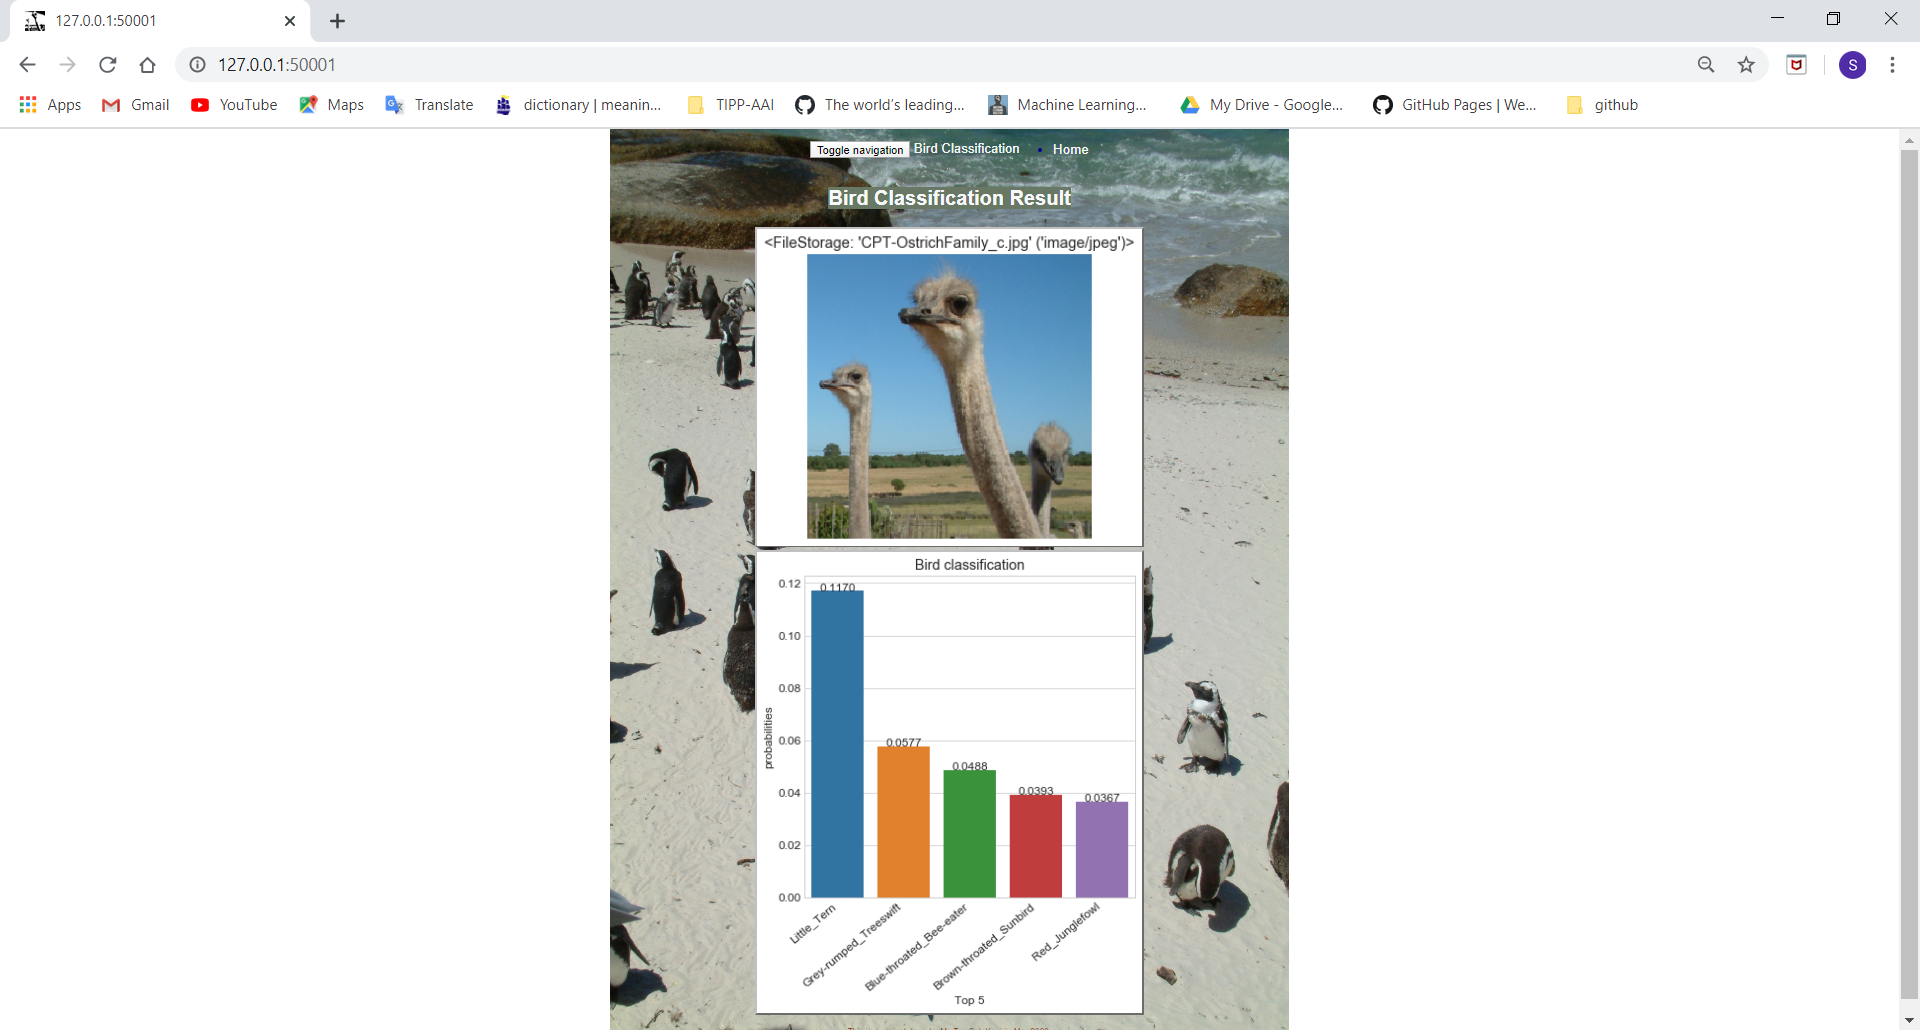 127.0.0.1:50001
127.0.0.1:50001
S
Apps Gmail YouTube Maps Translate dictionary | meanin... TIPP-AAI The world's leading... Machine Learning... My Drive - Google... GitHub Pages | We... github
Toggle navigation Bird Classification Home
Bird Classification Result
<FileStorage: 'CPT-OstrichFamily_c.jpg' ('image/jpeg')>
Bird classification
0.12
0.10
0.08
0.06
0.04
0.02
0.00
probabilities
0.1170
0.0577
0.0488
0.0393
0.0367
Little_Tern
Grey-rumped_Treeswift
Blue-throated_Bee-eater
Brown-throated_Sunbird
Red_Junglefowl
Top 5